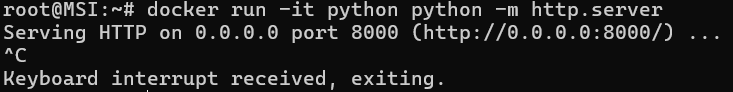 root@MSI:~# docker run -it python python -m http.server
Serving HTTP on 0.0.0.0 port 8000 (http://0.0.0.0:8000/) ...
^C
Keyboard interrupt received, exiting.